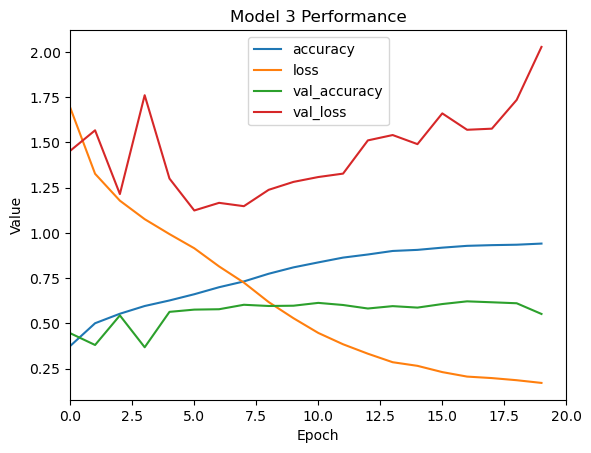 Model 3 Performance
accuracy
loss
val_accuracy
val_loss
2.00
1.75
1.50
1.25
1.00
0.75
0.50
0.25
Value
0.0 2.5 5.0 7.5 10.0 12.5 15.0 17.5 20.0
Epoch